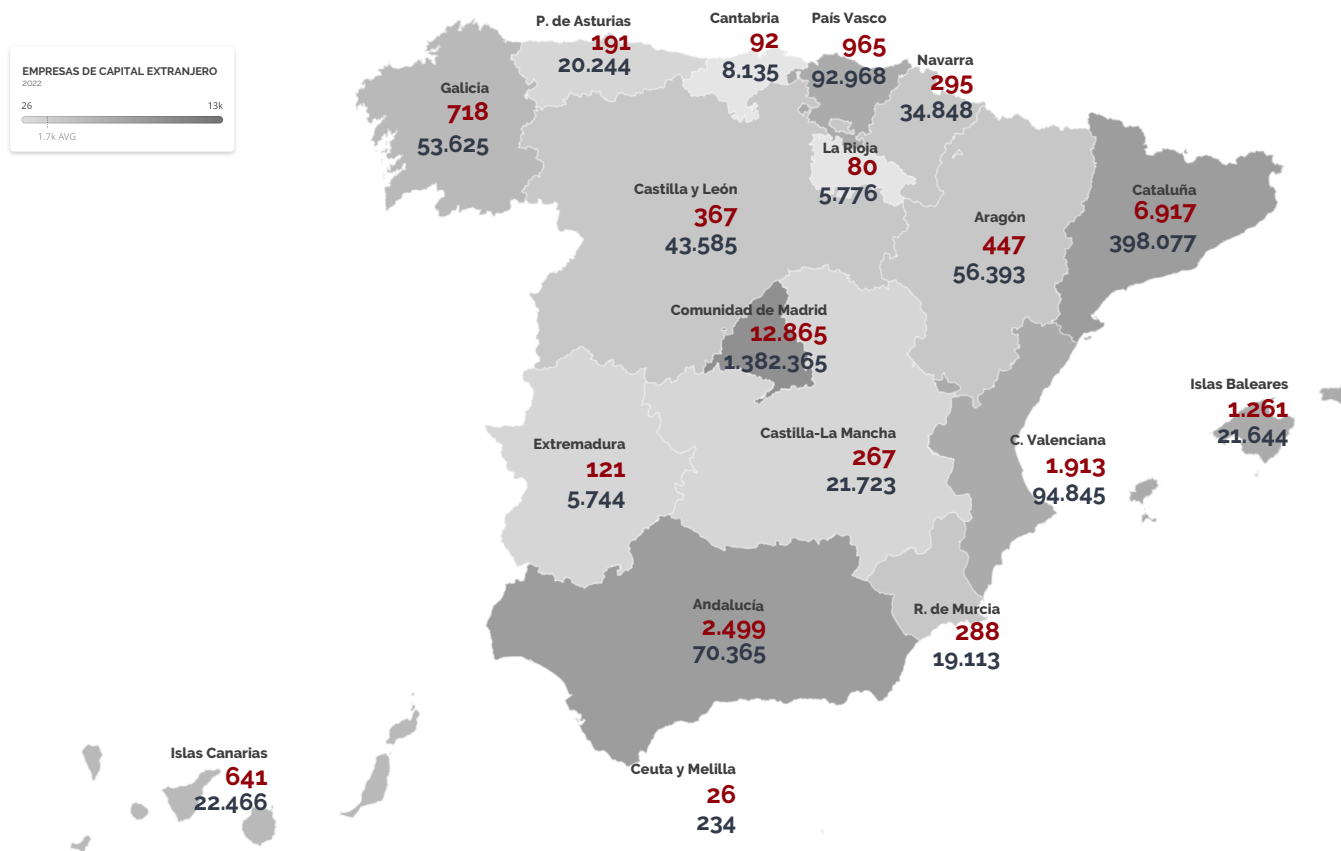 EMPRESAS DE CAPITAL EXTRANJERO
2022
26 13k
1.7k AVG
P. de Asturias
191
20.244
Cantabria
92
8.135
País Vasco
965
92.968
Navarra
295
34.848
Galicia
718
53.625
La Rioja
80
5.776
Castilla y León
367
43.585
Aragón
447
56.393
Cataluña
6.917
398.077
Comunidad de Madrid
12.865
1.382.365
Islas Baleares
1.261
21.644
Extremadura
121
5.744
Castilla-La Mancha
267
21.723
C. Valenciana
1.913
94.845
Andalucía
2.499
70.365
R. de Murcia
288
19.113
Islas Canarias
641
22.466
Ceuta y Melilla
26
234